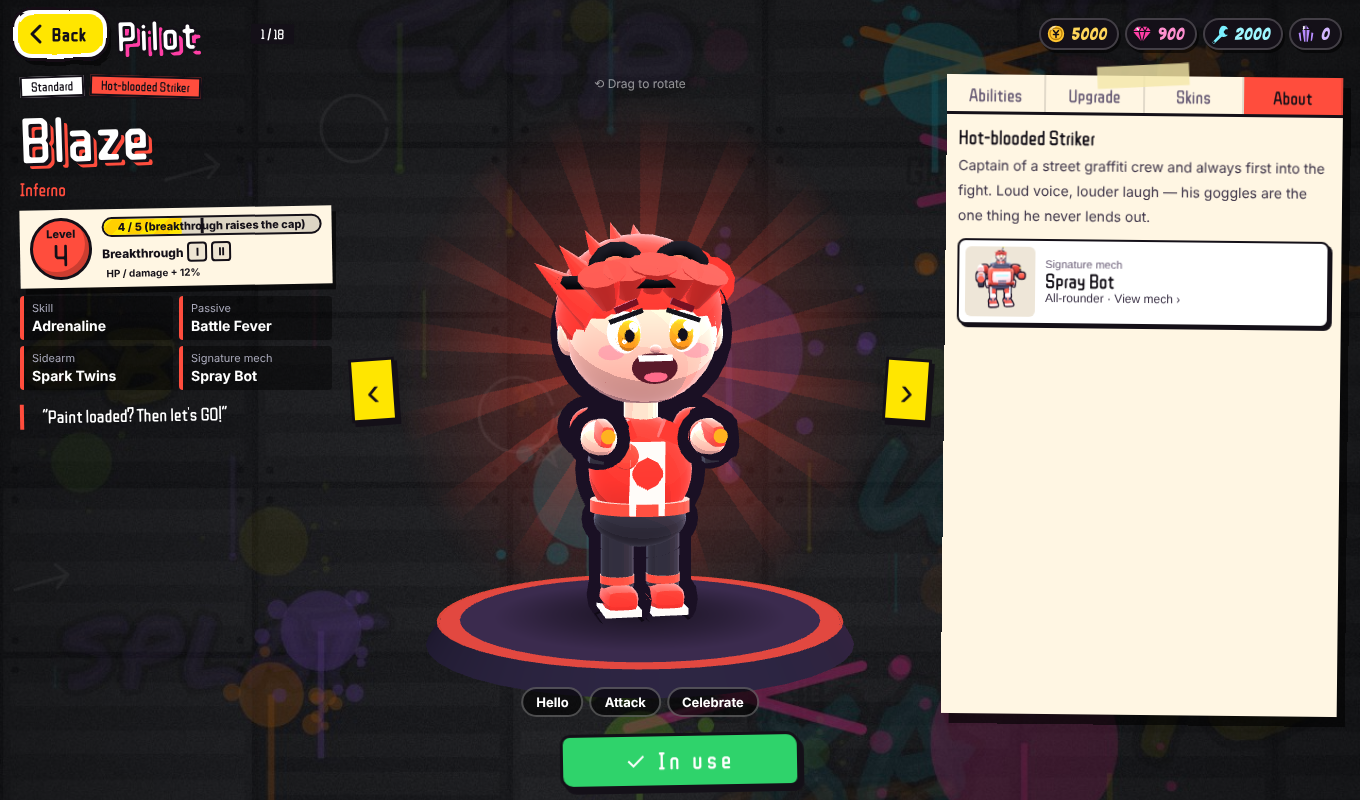 Back
Pilot
1 / 18
5000
900
2000
0
Standard
Hot-blooded Striker
Drag to rotate
Blaze
Inferno
Level
4
4 / 5 (breakthrough raises the cap)
Breakthrough I II
HP / damage + 12%
Skill
Adrenaline
Passive
Battle Fever
Sidearm
Spark Twins
Signature mech
Spray Bot
"Paint loaded? Then let's GO!"
Hello
Attack
Celebrate
In use
Abilities
Upgrade
Skins
About
Hot-blooded Striker
Captain of a street graffiti crew and always first into the
fight. Loud voice, louder laugh — his goggles are the
one thing he never lends out.
Signature mech
Spray Bot
All-rounder · View mech ›